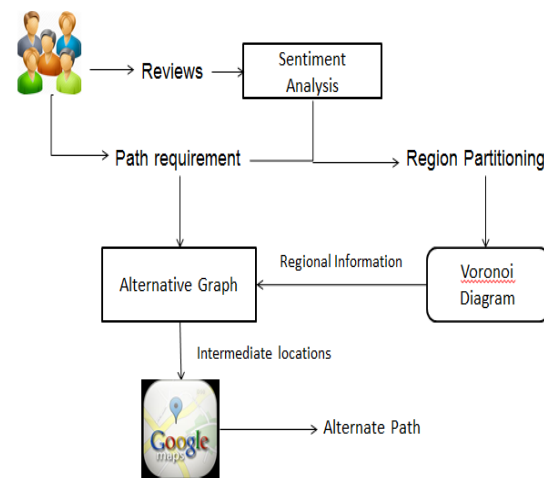 Reviews
Sentiment
Analysis
Path requirement
Region Partitioning
Regional Information
Alternative Graph
Voronoi
Diagram
Intermediate locations
Google
maps
Alternate Path